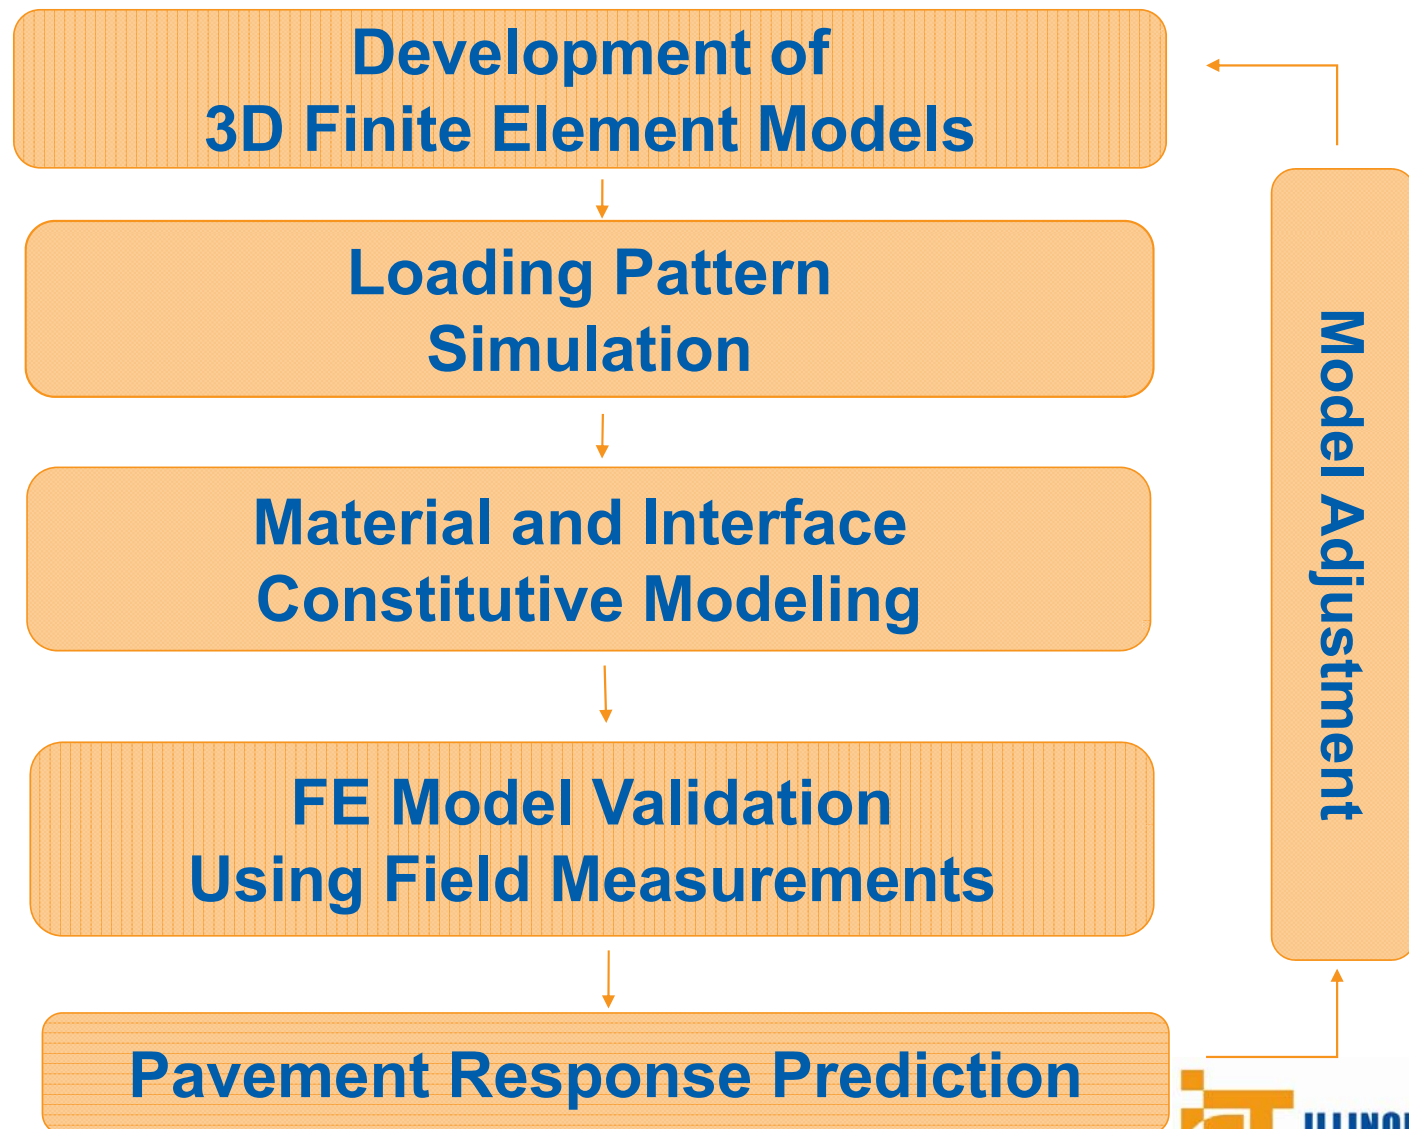 Development of
3D Finite Element Models
Loading Pattern
Simulation
Material and Interface
Constitutive Modeling
FE Model Validation
Using Field Measurements
Pavement Response Prediction
Model Adjustment